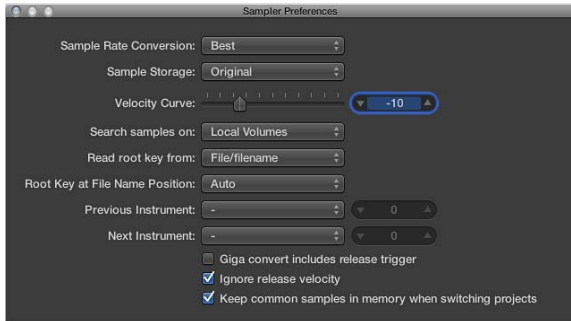 Sampler Preferences
Sample Rate Conversion: Best
Sample Storage: Original
Velocity Curve: -10
Search samples on: Local Volumes
Read root key from: File/filename
Root Key at File Name Position: Auto
Previous Instrument: - 0
Next Instrument: - 0
Giga convert includes release trigger
Ignore release velocity
Keep common samples in memory when switching projects